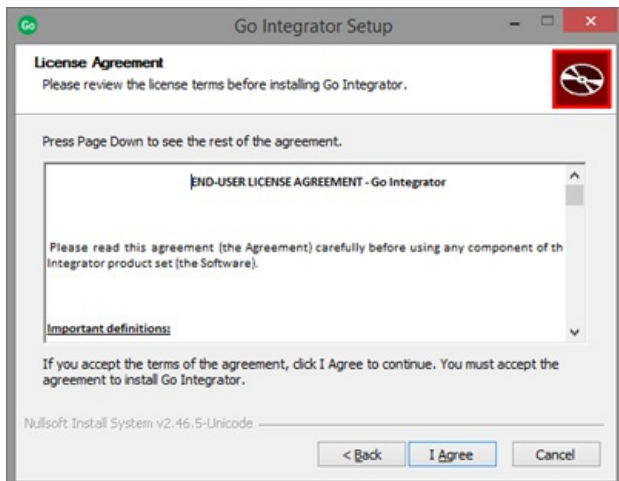 Go
Go Integrator Setup
License Agreement
Please review the license terms before installing Go Integrator.
Press Page Down to see the rest of the agreement.
END-USER LICENSE AGREEMENT - Go Integrator
Please read this agreement (the Agreement) carefully before using any component of th
Integrator product set (the Software).
Important definitions:
If you accept the terms of the agreement, click I Agree to continue. You must accept the
agreement to install Go Integrator.
Nullsoft Install System v2.46.5-Unicode
< Back
I Agree
Cancel